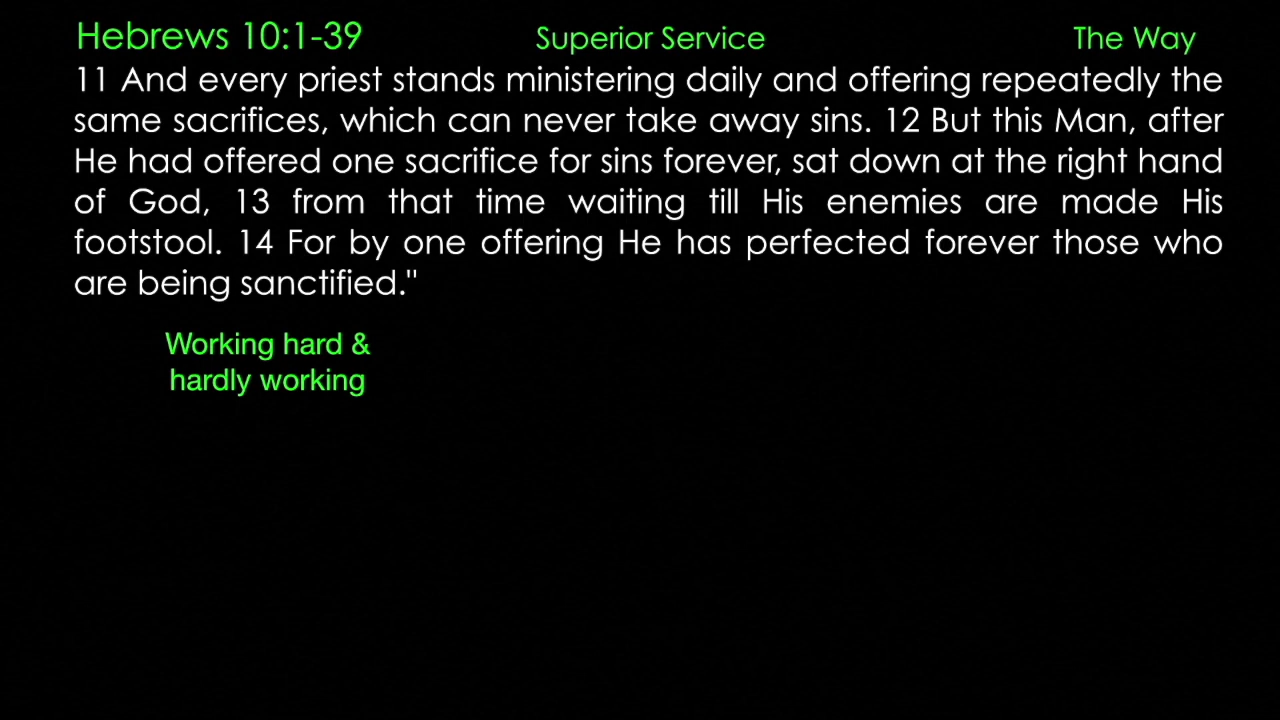 Hebrews 10:1-39 Superior Service The Way
11 And every priest stands ministering daily and offering repeatedly the
same sacrifices, which can never take away sins. 12 But this Man, after
He had offered one sacrifice for sins forever, sat down at the right hand
of God, 13 from that time waiting till His enemies are made His
footstool. 14 For by one offering He has perfected forever those who
are being sanctified."
Working hard &
hardly working